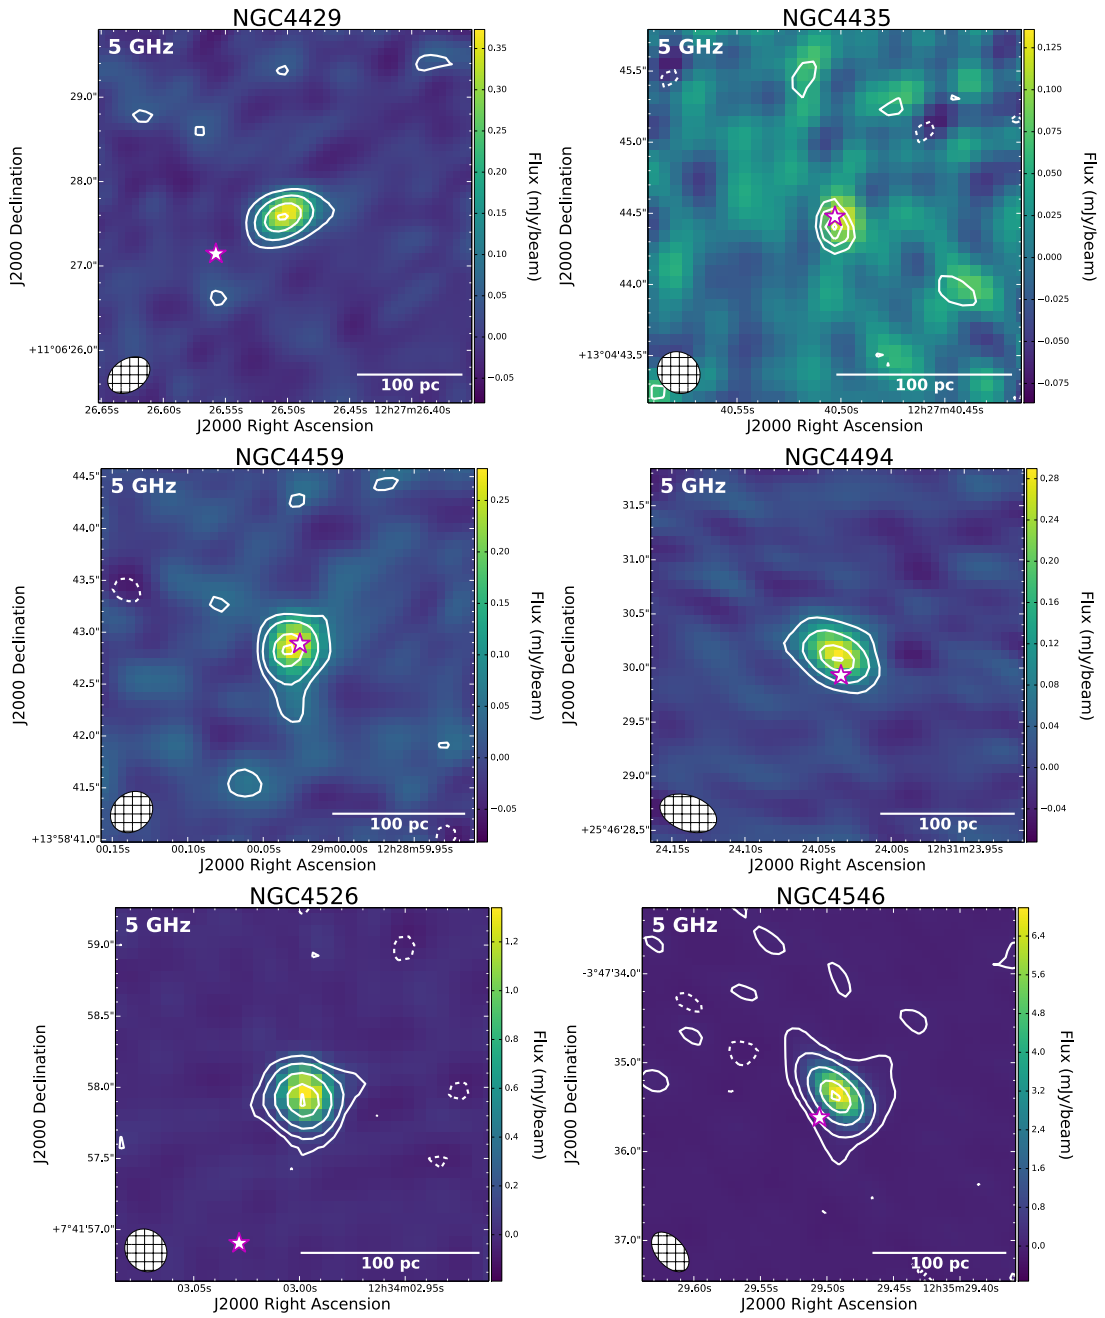 NGC4429
5 GHz
29.0"
28.0"
27.0"
+11°06'26.0"
J2000 Declination
26.65s 26.60s 26.55s 26.50s 26.45s 12h27m26.40s
J2000 Right Ascension
100 pc
0.35
0.30
0.25
0.20
0.15
0.10
0.05
0.00
−0.05
Flux (mJy/beam)
NGC4435
5 GHz
45.5"
45.0"
44.5"
44.0"
+13°04'43.5"
J2000 Declination
40.55s 40.50s 12h27m40.45s
J2000 Right Ascension
100 pc
0.125
0.100
0.075
0.050
0.025
0.000
−0.025
−0.050
−0.075
Flux (mJy/beam)
NGC4459
5 GHz
44.5"
44.0"
43.5"
43.0"
42.5"
42.0"
41.5"
+13°58'41.0"
J2000 Declination
00.15s 00.10s 00.05s 29m00.00s 12h28m59.95s
J2000 Right Ascension
100 pc
0.25
0.20
0.15
0.10
0.05
0.00
−0.05
Flux (mJy/beam)
NGC4494
5 GHz
31.5"
31.0"
30.5"
30.0"
29.5"
29.0"
+25°46'28.5"
J2000 Declination
24.15s 24.10s 24.05s 24.00s 12h31m23.95s
J2000 Right Ascension
100 pc
0.28
0.24
0.20
0.16
0.12
0.08
0.04
0.00
−0.04
Flux (mJy/beam)
NGC4526
5 GHz
59.0"
58.5"
58.0"
57.5"
+7°41'57.0"
J2000 Declination
03.05s 03.00s 12h34m02.95s
J2000 Right Ascension
100 pc
1.2
1.0
0.8
0.6
0.4
0.2
0.0
Flux (mJy/beam)
NGC4546
5 GHz
-3°47'34.0"
35.0"
36.0"
37.0"
J2000 Declination
29.60s 29.55s 29.50s 29.45s 12h35m29.40s
J2000 Right Ascension
100 pc
6.4
5.6
4.8
4.0
3.2
2.4
1.6
0.8
0.0
Flux (mJy/beam)